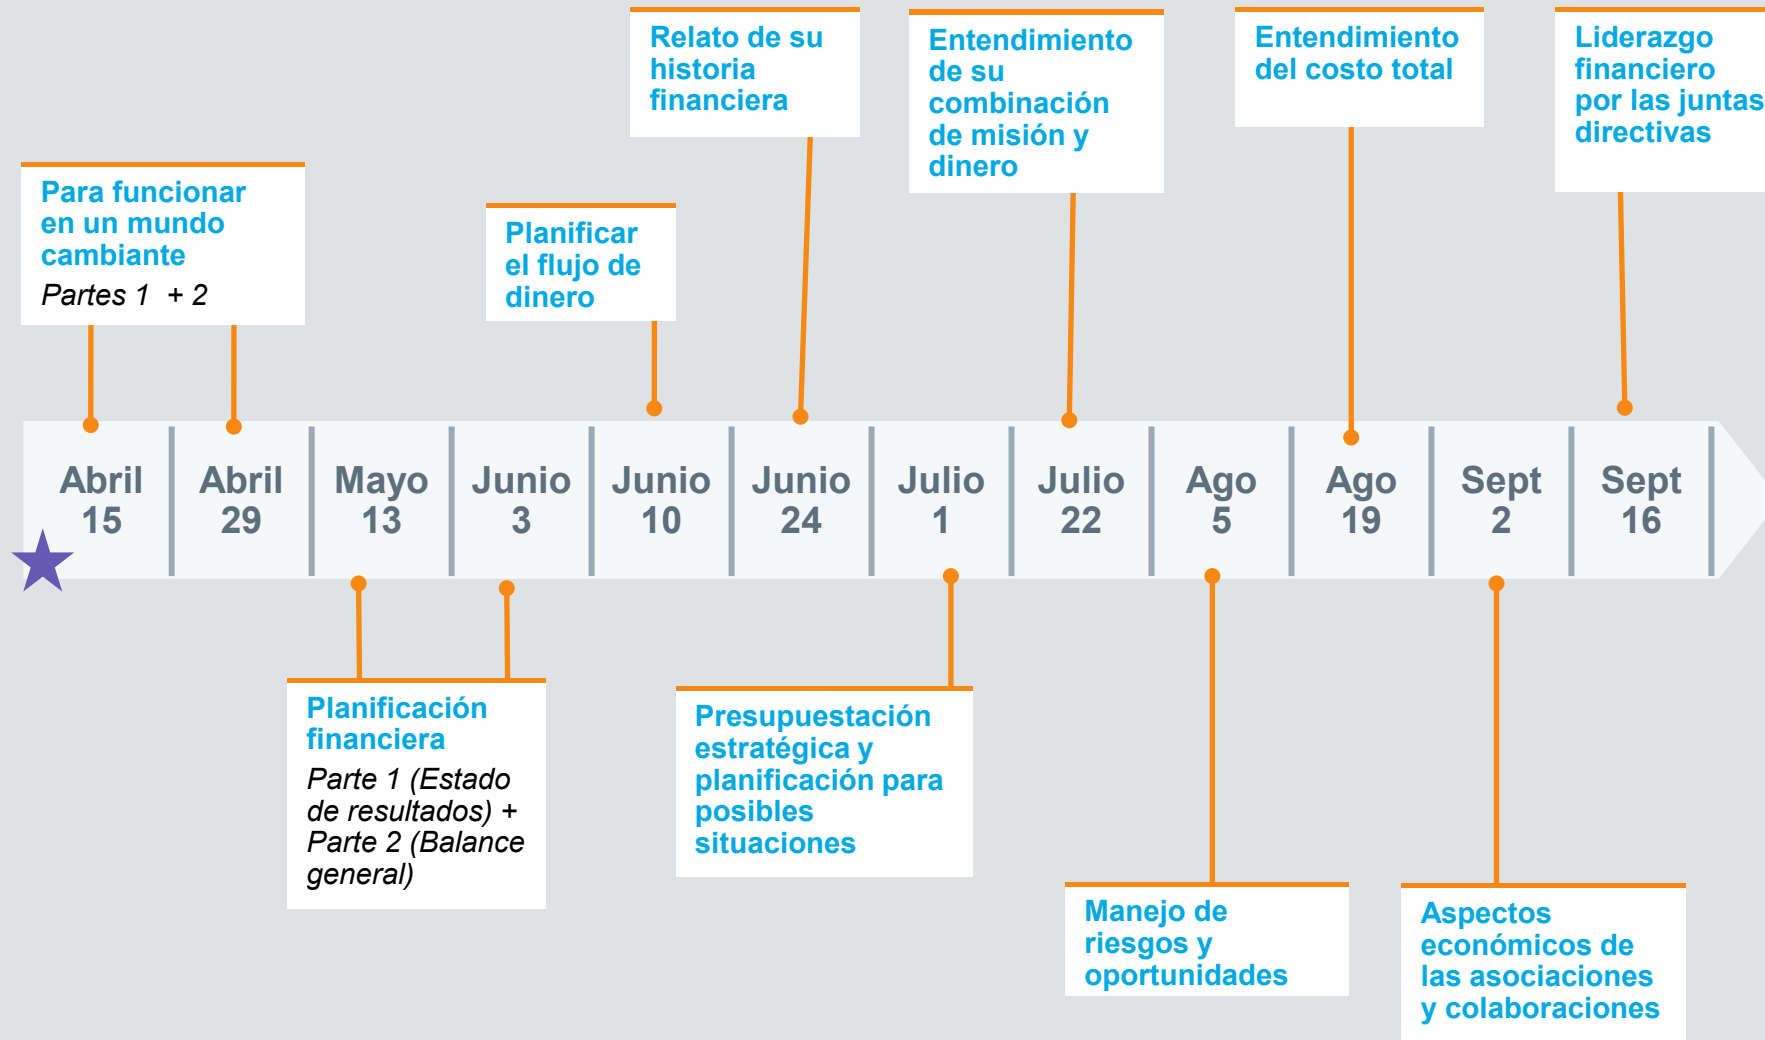 Relato de su
historia
financiera
Entendimiento
de su
combinación
de misión y
dinero
Entendimiento
del costo total
Liderazgo
financiero
por las juntas
directivas
Para funcionar
en un mundo
cambiante
Partes 1 + 2
Planificar
el flujo de
dinero
Abril
15
Abril
29
Mayo
13
Junio
3
Junio
10
Junio
24
Julio
1
Julio
22
Ago
5
Ago
19
Sept
2
Sept
16
Planificación
financiera
Parte 1 (Estado
de resultados) +
Parte 2 (Balance
general)
Presupuestación
estratégica y
planificación para
posibles
situaciones
Manejo de
riesgos y
oportunidades
Aspectos
económicos de
las asociaciones
y colaboraciones